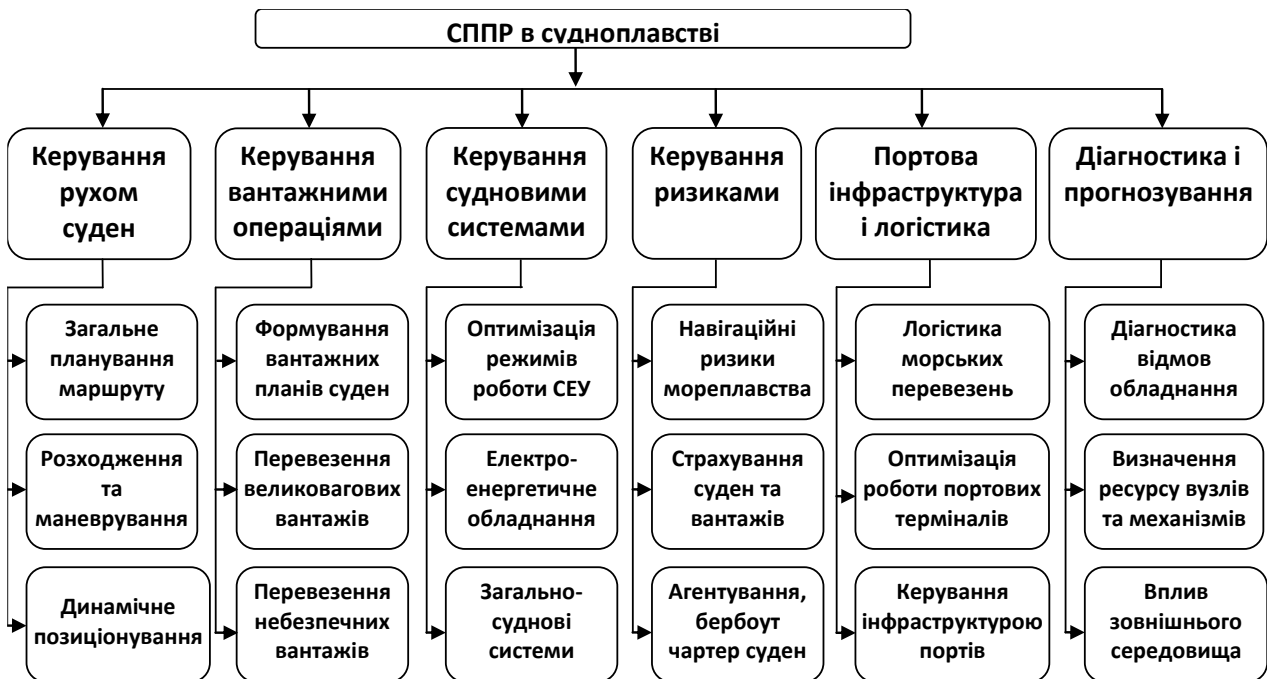 СППР в судноплавстві
Керування
рухом
суден
Керування
вантажними
операціями
Керування
судновими
системами
Керування
ризиками
Портова
інфраструктура
і логістика
Діагностика і
прогнозування
Загальне
планування
маршруту
Формування
вантажних
планів суден
Оптимізація
режимів
роботи СЕУ
Навігаційні
ризики
мореплавства
Логістика
морських
перевезень
Діагностика
відмов
обладнання
Розходження
та
маневрування
Перевезення
великовагових
вантажів
Електро-
енергетичне
обладнання
Страхування
суден та
вантажів
Оптимізація
роботи портових
терміналів
Визначення
ресурсу вузлів
та механізмів
Динамічне
позиціонування
Перевезення
небезпечних
вантажів
Загально-
суднові
системи
Агентування,
бербоут
чартер суден
Керування
інфраструктурою
портів
Вплив
зовнішнього
середовища